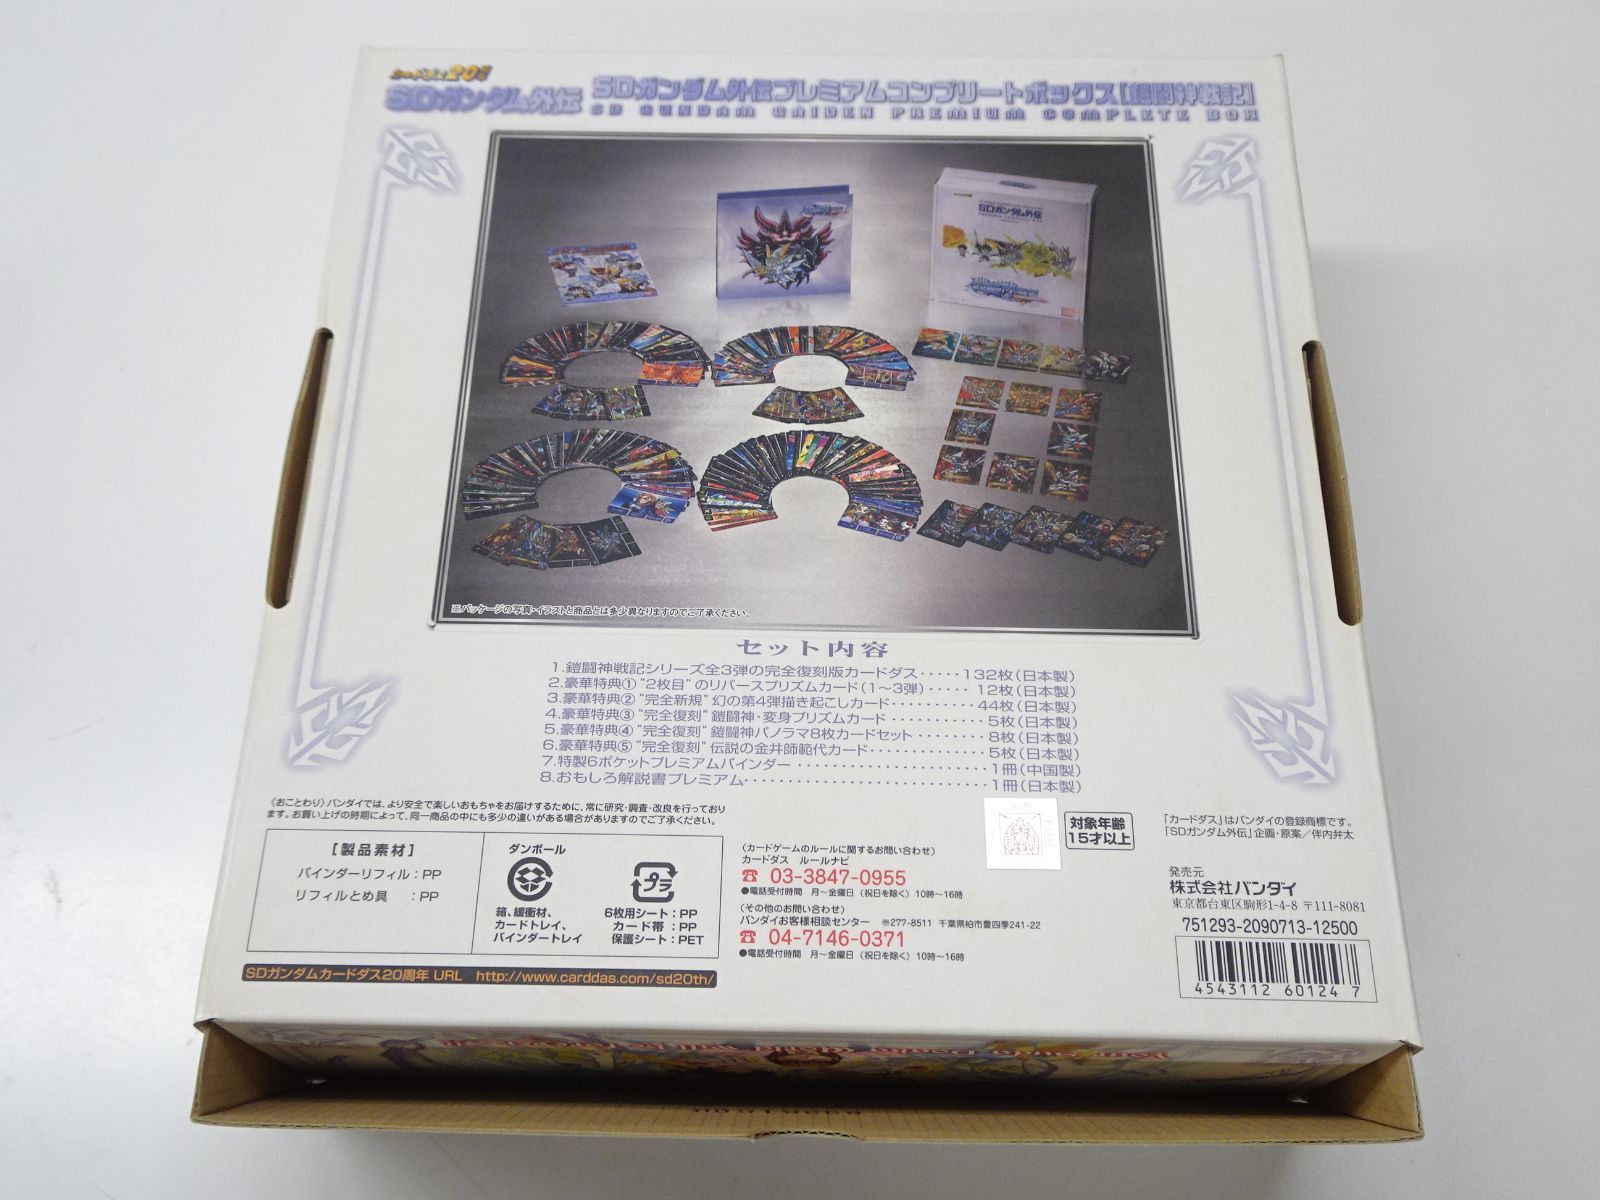 カードダス20周年
SDガンダム外伝
SDガンダム外伝プレミアムコンプリートボックス[鎧闘神戦記]
SD GUNDAM GAIDEN PREMIUM COMPLETE BOX
SDガンダム外伝
※パッケージの写真・イラストと商品とは多少異なりますのでご了承ください。
セット内容
1.鎧闘神戦記シリーズ全3弾の完全復刻版カードダス・・・・・132枚(日本製)
2.豪華特典①“2枚目”のリバースプリズムカード(1〜3弾)・・・・・12枚(日本製)
3.豪華特典②“完全新規”幻の第4弾描き起こしカード・・・・・・・・・・44枚(日本製)
4.豪華特典③“完全復刻”鎧闘神・変身プリズムカード・・・・・・・・・・5枚(日本製)
5.豪華特典④“完全復刻”鎧闘神パノラマ8枚カードセット・・・・・・・・8枚(日本製)
6.豪華特典⑤“完全復刻”伝説の金井師範代カード・・・・・・・・・・・・5枚(日本製)
7.特製6ポケットプレミアムバインダー・・・・・・・・・・・・・・・・・・・・・1冊(中国製)
8.おもしろ解説書プレミアム・・・・・・・・・・・・・・・・・・・・・・・・・1冊(日本製)
《おことわり》バンダイでは、より安全で楽しいおもちゃをお届けするために、常に研究・調査・改良を行っており
ます。お買い上げの時期によって、同一商品の中にも多少の違いがある場合がありますのでご了承ください。
[製品素材]
バインダーリフィル：PP
リフィルとめ具　：PP
ダンボール
箱、緩衝材、
カードトレイ、
バインダートレイ
プラ
6枚用シート：PP
カード帯：PP
保護シート：PET
SDガンダムカードダス20周年 URL http://www.carddas.com/sd20th/
(カードゲームのルールに関するお問い合わせ)
カードダス　ルールナビ
☎ 03-3847-0955
●電話受付時間　月〜金曜日(祝日を除く)10時〜16時
(その他のお問い合わせ)
バンダイお客様相談センター　〒277-8511 千葉県柏市豊四季241-22
☎ 04-7146-0371
●電話受付時間　月〜金曜日(祝日を除く)10時〜16時
対象年齢
15才以上
「カードダス」はバンダイの登録商標です。
「SDガンダム外伝」企画・原案／伴内弁太
発売元
株式会社バンダイ
東京都台東区駒形1-4-8 〒111-8081
751293-2090713-12500
4543112 601247